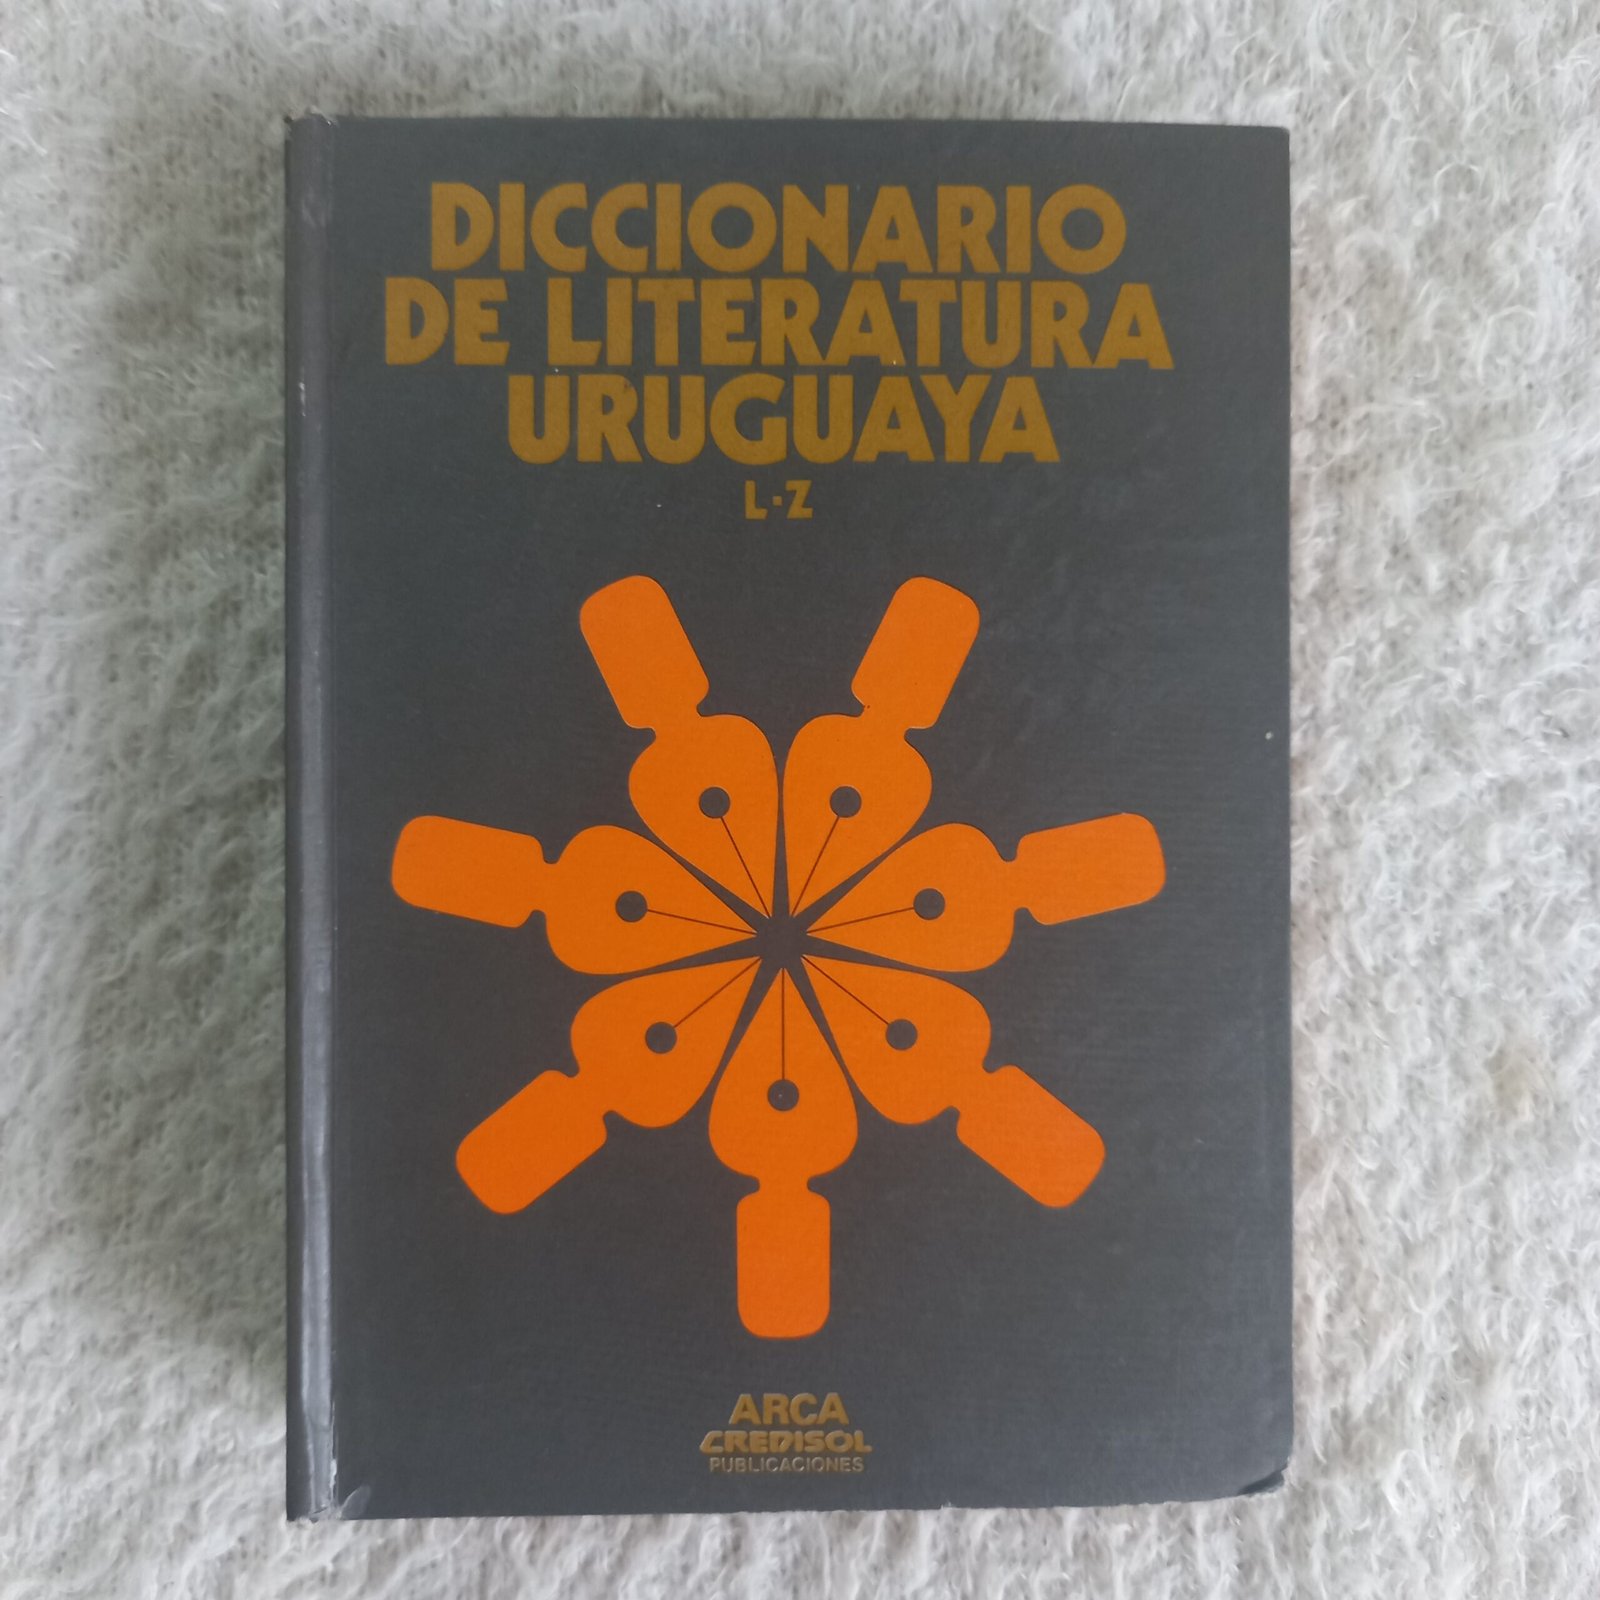 DICCIONARIO
DE LITERATURA
URUGUAYA
L·Z
ARCA
CREDISOL
PUBLICACIONES